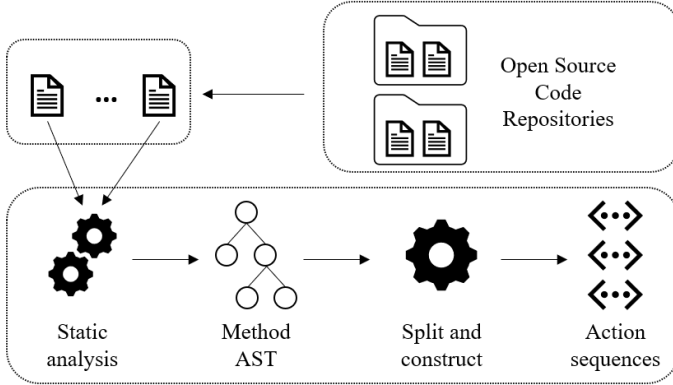 Open Source
Code
Repositories
...
Static
analysis
Method
AST
Split and
construct
Action
sequences